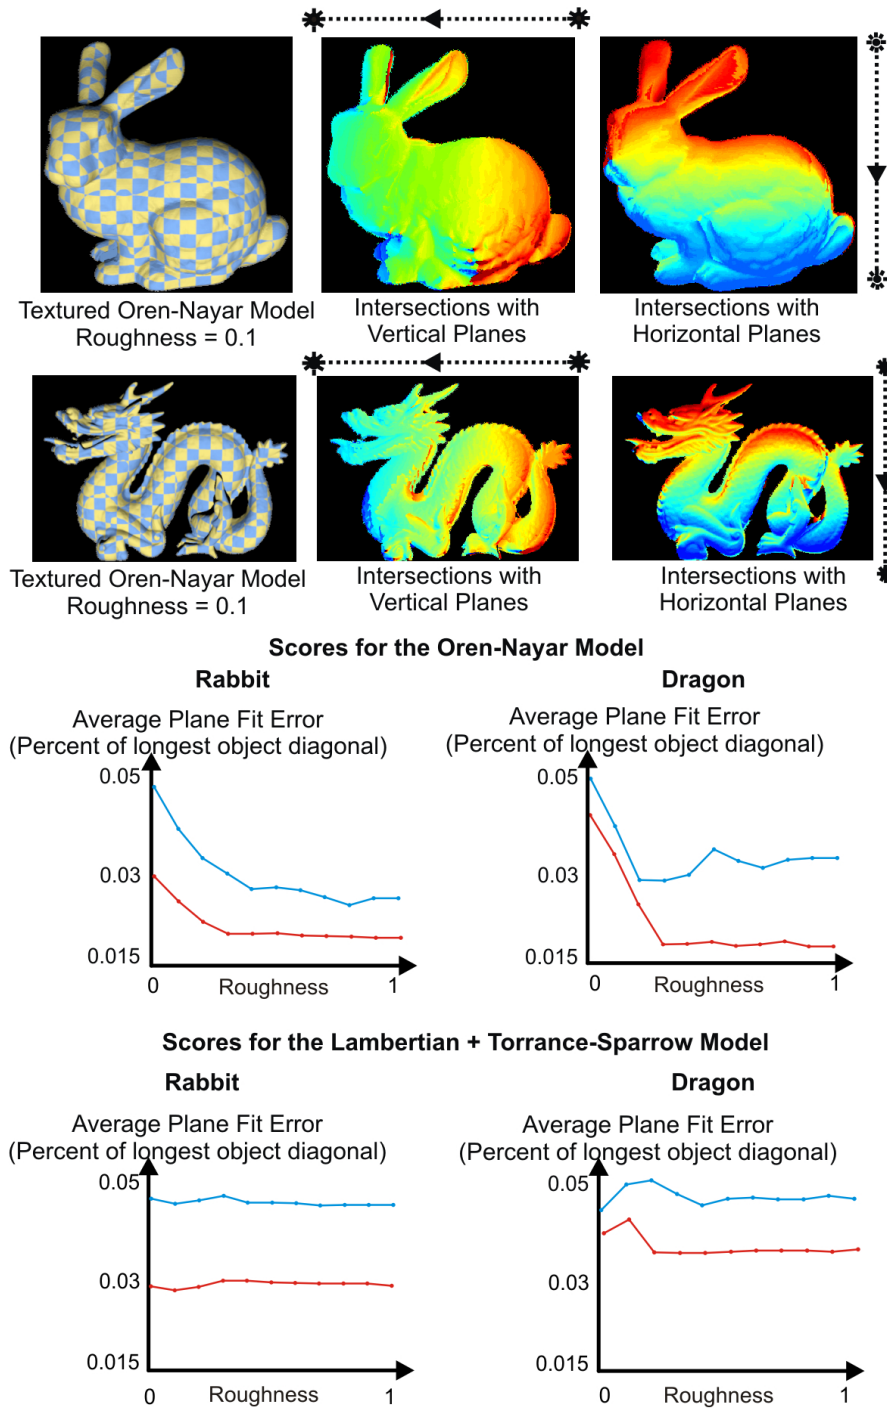 Textured Oren-Nayar Model
Roughness = 0.1
Intersections with
Vertical Planes
Intersections with
Horizontal Planes
Textured Oren-Nayar Model
Roughness = 0.1
Intersections with
Vertical Planes
Intersections with
Horizontal Planes
Scores for the Oren-Nayar Model
Rabbit
Average Plane Fit Error
(Percent of longest object diagonal)
0.05
0.03
0.015
0
Roughness
1
Dragon
Average Plane Fit Error
(Percent of longest object diagonal)
0.05
0.03
0.015
0
Roughness
1
Scores for the Lambertian + Torrance-Sparrow Model
Rabbit
Average Plane Fit Error
(Percent of longest object diagonal)
0.05
0.03
0.015
0
Roughness
1
Dragon
Average Plane Fit Error
(Percent of longest object diagonal)
0.05
0.03
0.015
0
Roughness
1